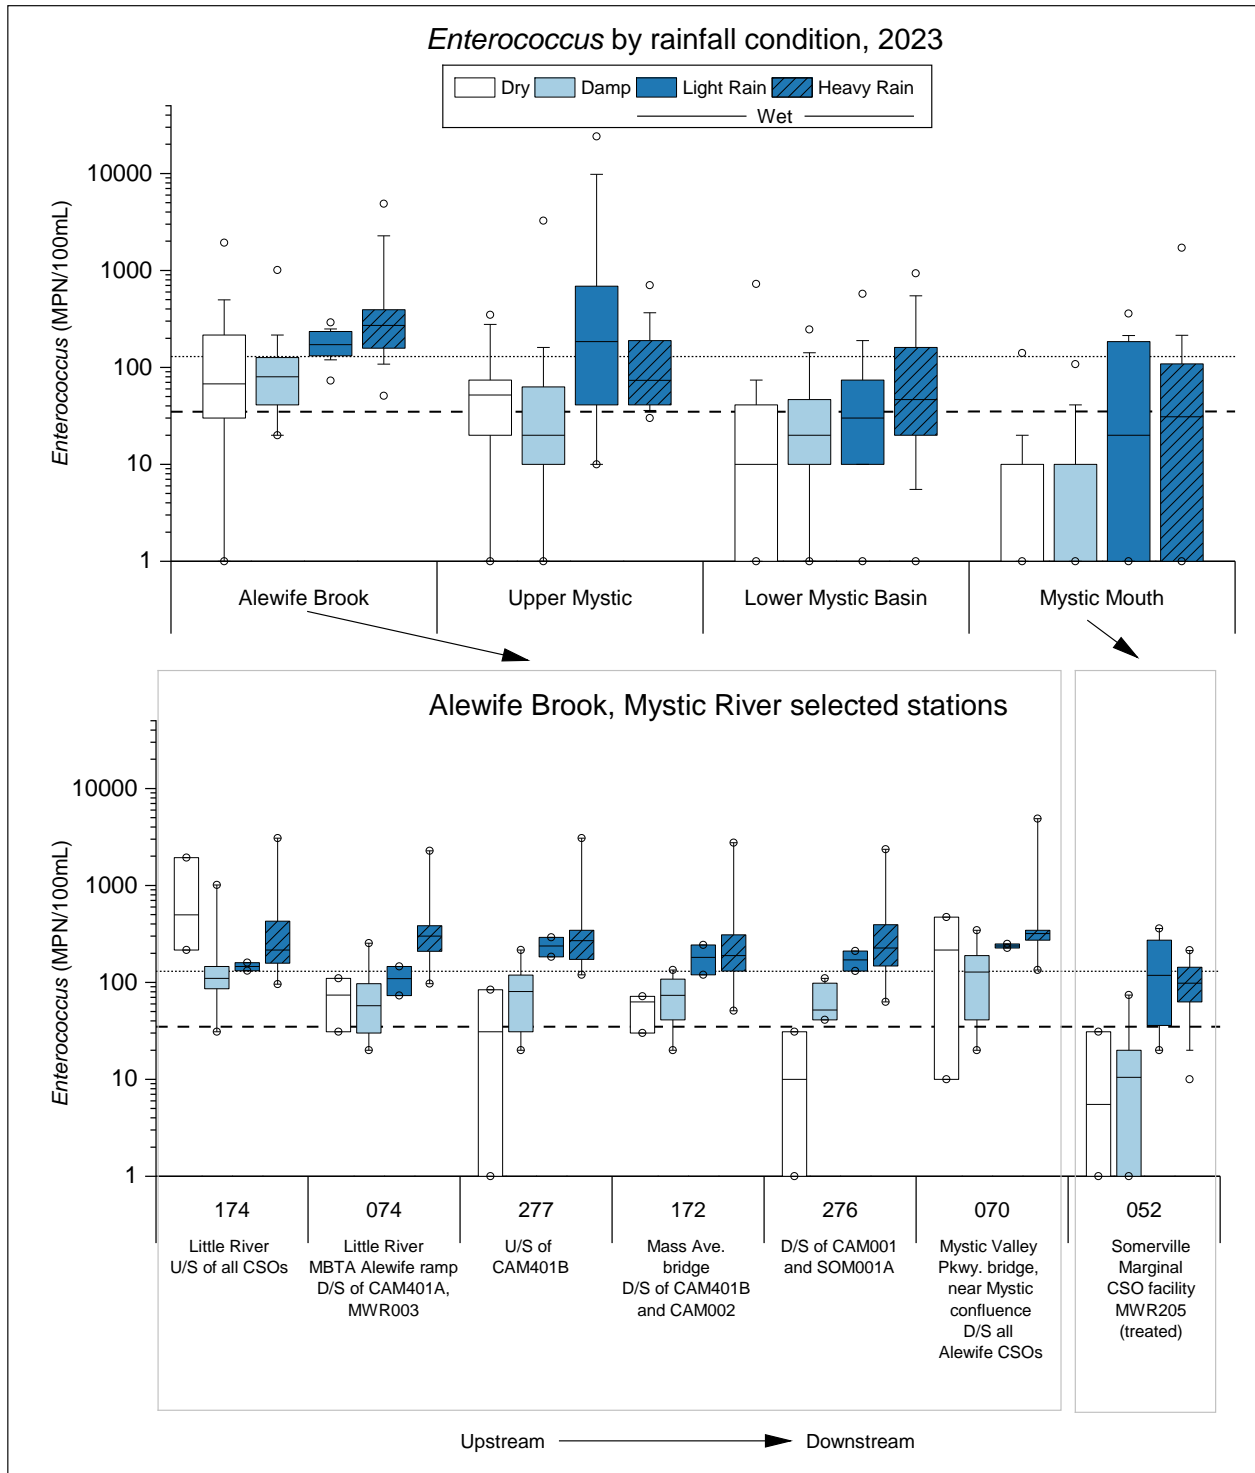 Enterococcus by rainfall condition, 2023
Dry Damp Light Rain Heavy Rain
Wet
Enterococcus (MPN/100mL)
10000
1000
100
10
1
Alewife Brook Upper Mystic Lower Mystic Basin Mystic Mouth
Alewife Brook, Mystic River selected stations
Enterococcus (MPN/100mL)
10000
1000
100
10
1
174 074 277 172 276 070 052
Little River
U/S of all CSOs
Little River
MBTA Alewife ramp
D/S of CAM401A,
MWR003
U/S of
CAM401B
Mass Ave.
bridge
D/S of CAM401B
and CAM002
D/S of CAM001
and SOM001A
Mystic Valley
Pkwy. bridge,
near Mystic
confluence
D/S all
Alewife CSOs
Somerville
Marginal
CSO facility
MWR205
(treated)
Upstream Downstream